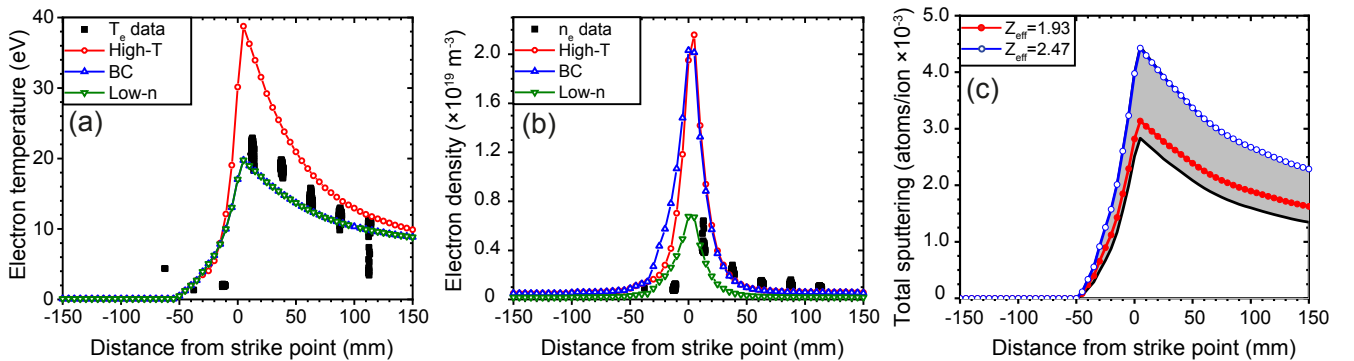 Electron temperature (eV)
40
30
20
10
0
-150 -100 -50 0 50 100 150
Distance from strike point (mm)
T_e data
High-T
BC
Low-n
(a)
Electron density (×10^19 m^-3)
2.0
1.6
1.2
0.8
0.4
0
-150 -100 -50 0 50 100 150
Distance from strike point (mm)
n_e data
High-T
BC
Low-n
(b)
Total sputtering (atoms/ion ×10^-3)
5.0
4.0
3.0
2.0
1.0
0
-150 -100 -50 0 50 100 150
Distance from strike point (mm)
Z_eff=1.93
Z_eff=2.47
(c)